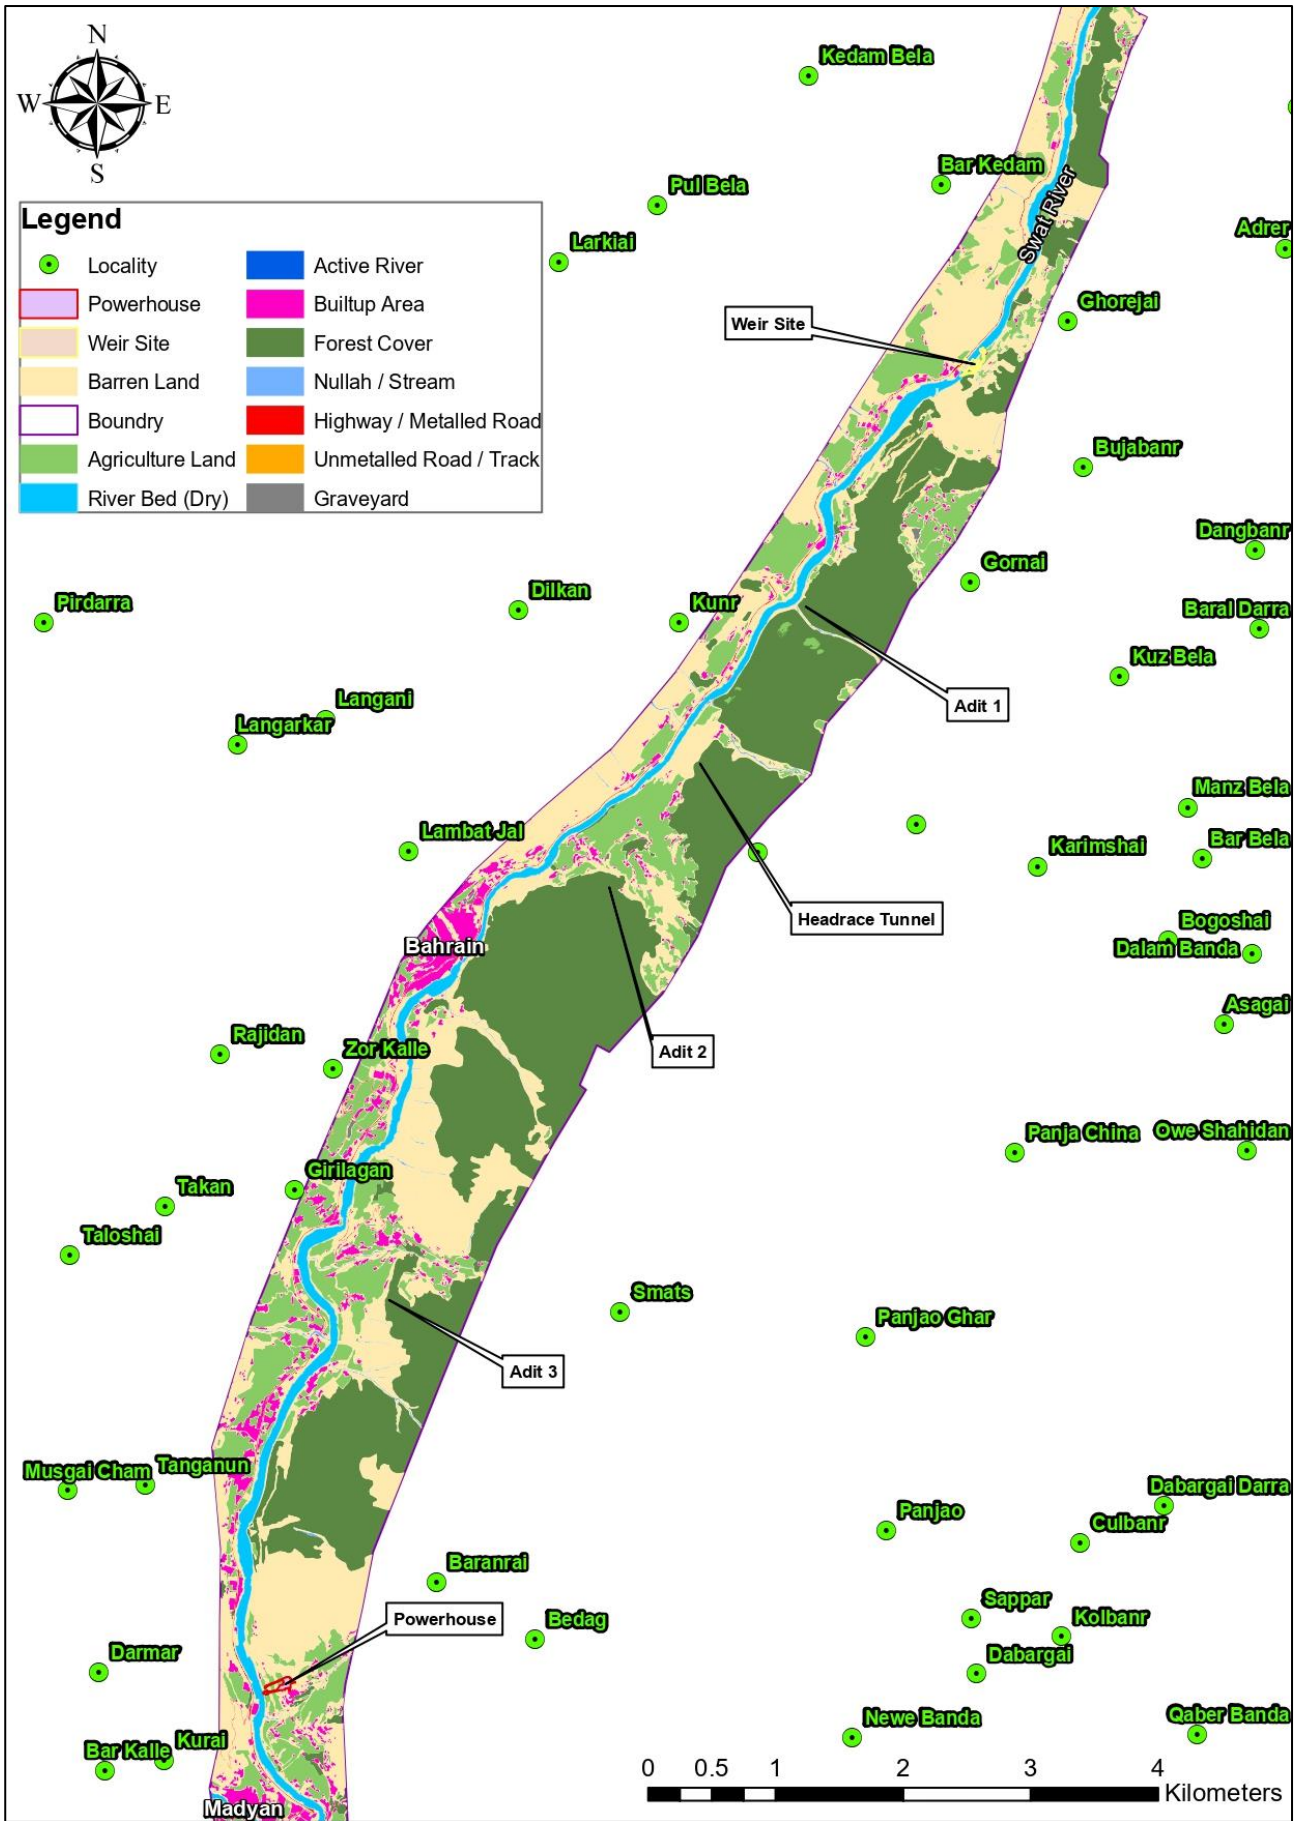 N
W E
S
Kedam Bela
Bar Kedam
Pul Bela
Larkiai
Swat River
Adrer
Legend
Locality
Active River
Powerhouse
Builtup Area
Weir Site
Forest Cover
Barren Land
Nullah / Stream
Boundry
Highway / Metalled Road
Agriculture Land
Unmetalled Road / Track
River Bed (Dry)
Graveyard
Ghorejai
Weir Site
Bujabanr
Dangbanr
Gornai
Dilkan
Pirdarra
Kunr
Baral Darra
Kuz Bela
Langani
Langarkar
Adit 1
Manz Bela
Lambat Jal
Karimshai
Bar Bela
Headrace Tunnel
Bogoshai
Bahrain
Dalam Banda
Asagai
Rajidan
Zor Kalle
Adit 2
Panja China
Owe Shahidan
Girilagan
Takan
Taloshai
Smats
Panjao Ghar
Adit 3
Musgai Cham
Tanganun
Dabargai Darra
Panjao
Culbanr
Baranrai
Powerhouse
Bedag
Sappar
Kolbanr
Darmar
Dabargai
Newe Banda
Qaber Banda
Kurai
Bar Kalle
0 0.5 1 2 3 4
Kilometers
Madyan